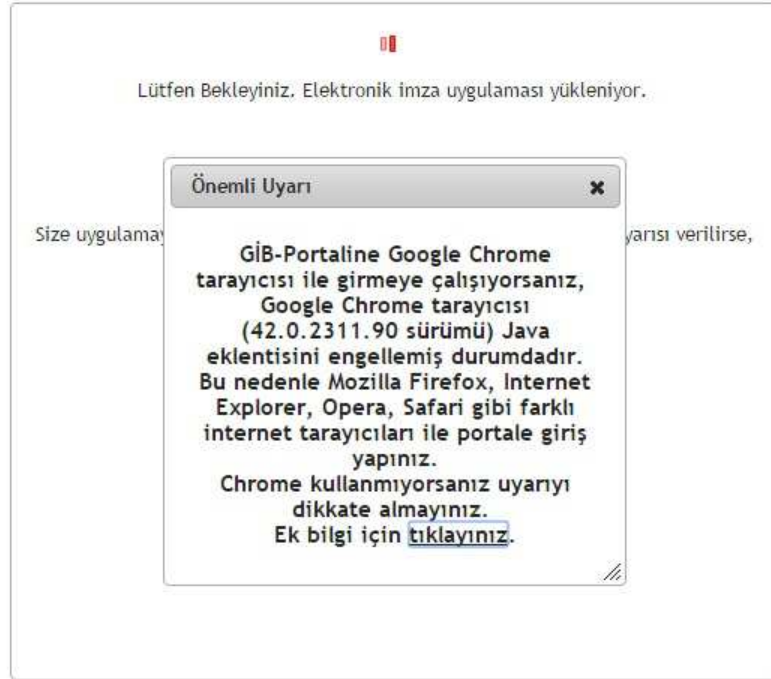 Lütfen Bekleyiniz. Elektronik imza uygulaması yükleniyor.
Önemli Uyarı
Size uygulamay
yarısı verilirse,
GİB-Portaline Google Chrome
tarayıcısı ile girmeye çalışıyorsanız,
Google Chrome tarayıcısı
(42.0.2311.90 sürümü) Java
eklentisini engellemiş durumdadır.
Bu nedenle Mozilla Firefox, Internet
Explorer, Opera, Safari gibi farklı
internet tarayıcıları ile portale giriş
yapınız.
Chrome kullanmıyorsanız uyarıyı
dikkate almayınız.
Ek bilgi için tıklayınız.